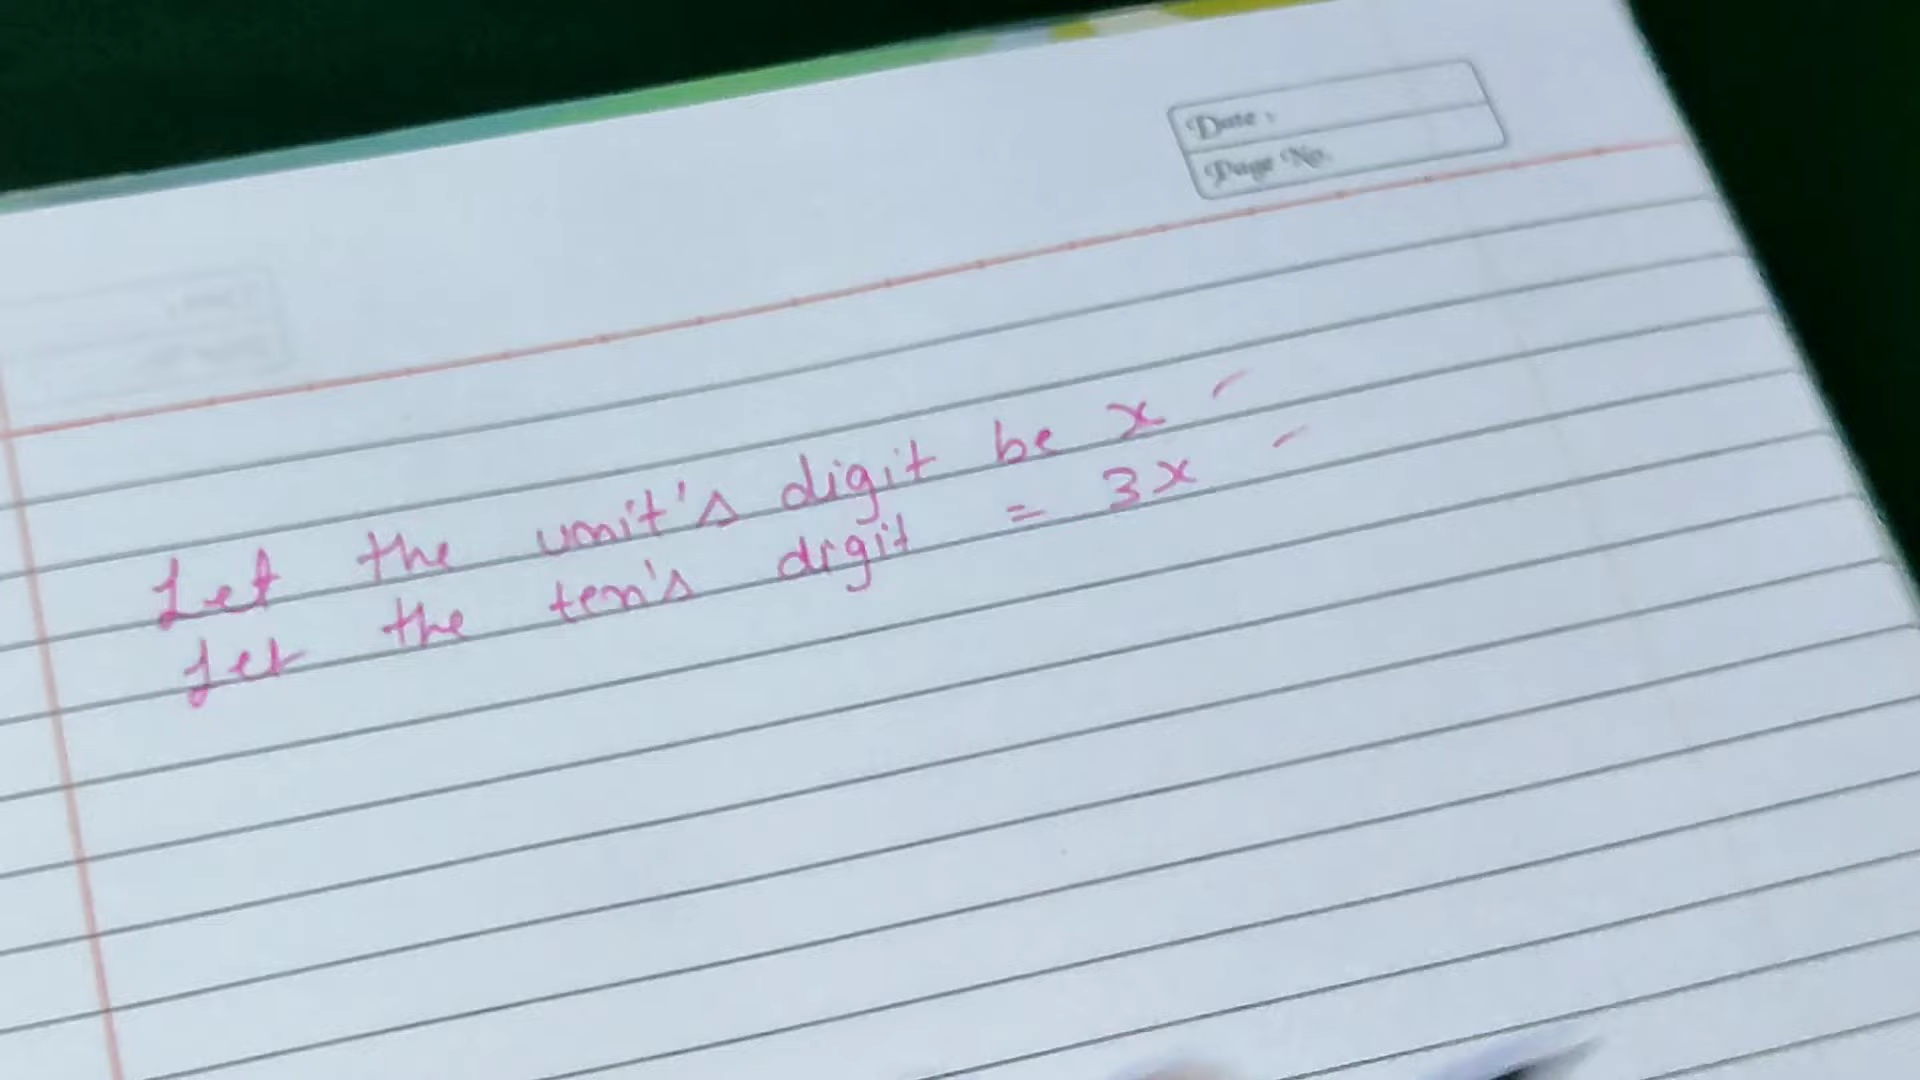 Date :
Page No.
Let the unit's digit be x
Let the ten's digit = 3x